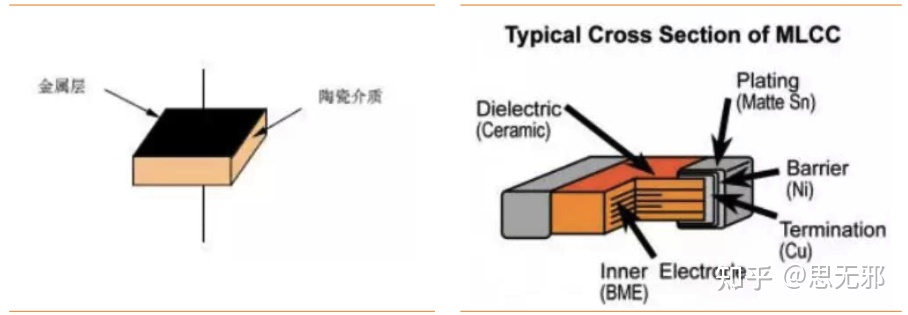 金属层
陶瓷介质
Typical Cross Section of MLCC
Plating
(Matte Sn)
Dielectric
(Ceramic)
Barrier
(Ni)
Termination
(Cu)
Inner Electrode
(BME)
知乎 @思无邪